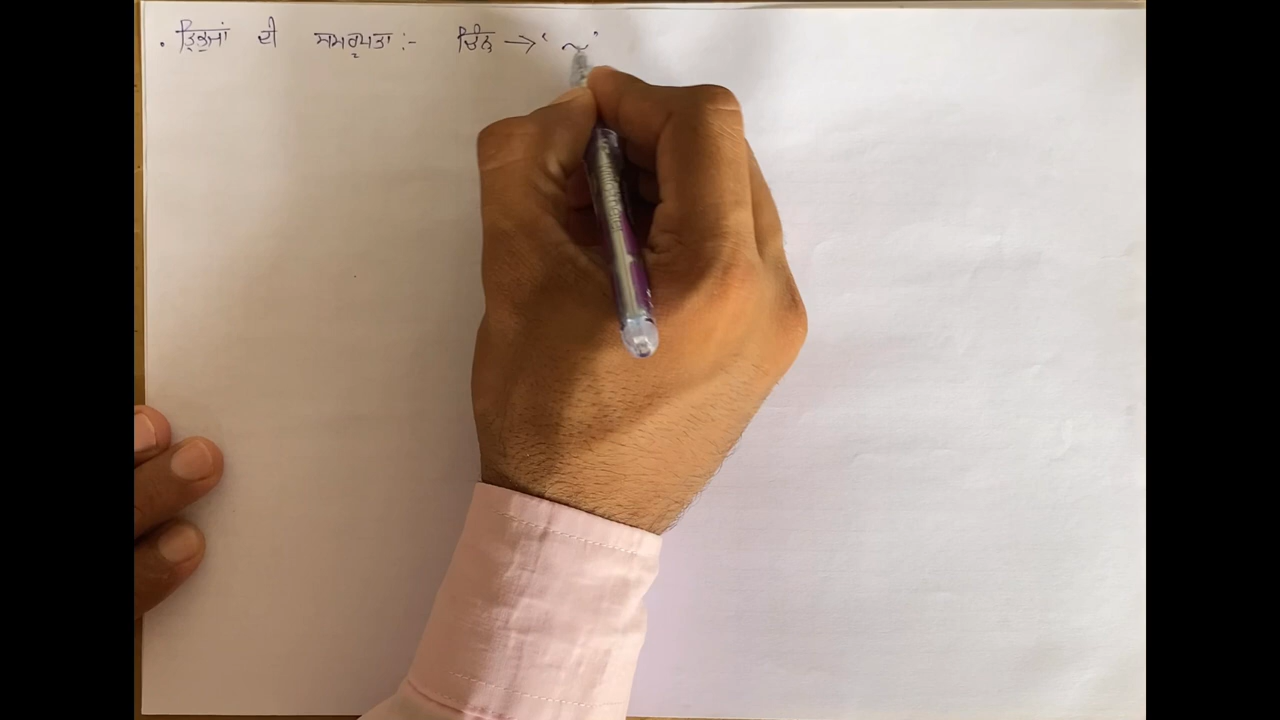 . ਤ੍ਰਿਭੁਜਾਂ ਦੀ ਸਮਰੂਪਤਾ :- ਚਿੰਨ੍ਹ → ' ~ '